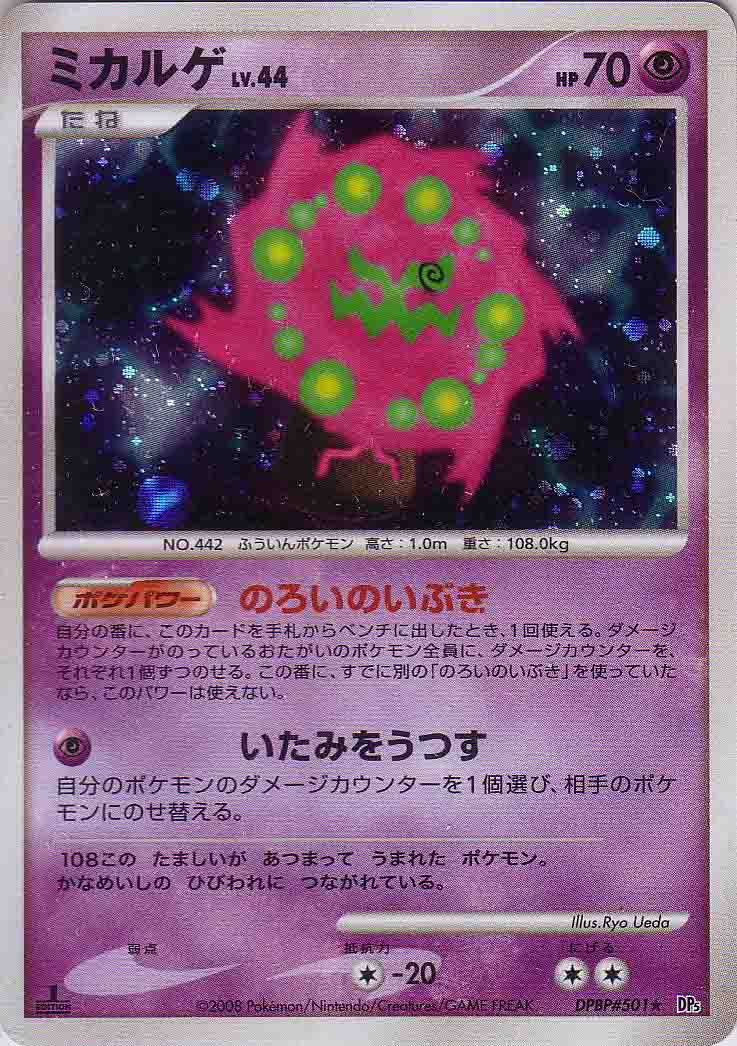 ミカルゲ LV.44 HP 70
たね
NO.442 ふういんポケモン 高さ：1.0m 重さ：108.0kg
ポケパワー のろいのいぶき
自分の番に、このカードを手札からベンチに出したとき、1回使える。ダメージ
カウンターがのっているおたがいのポケモン全員に、ダメージカウンターを、
それぞれ1個ずつのせる。この番に、すでに別の「のろいのいぶき」を使っていた
なら、このパワーは使えない。
いたみをうつす
自分のポケモンのダメージカウンターを1個選び、相手のポケ
モンにのせ替える。
108この たましいが あつまって うまれた ポケモン。
かなめいしの ひびわれに つながれている。
Illus.Ryo Ueda
弱点 抵抗力 にげる
-20
1 EDITION ©2008 Pokémon/Nintendo/Creatures/GAME FREAK DPBP#501★ DP5